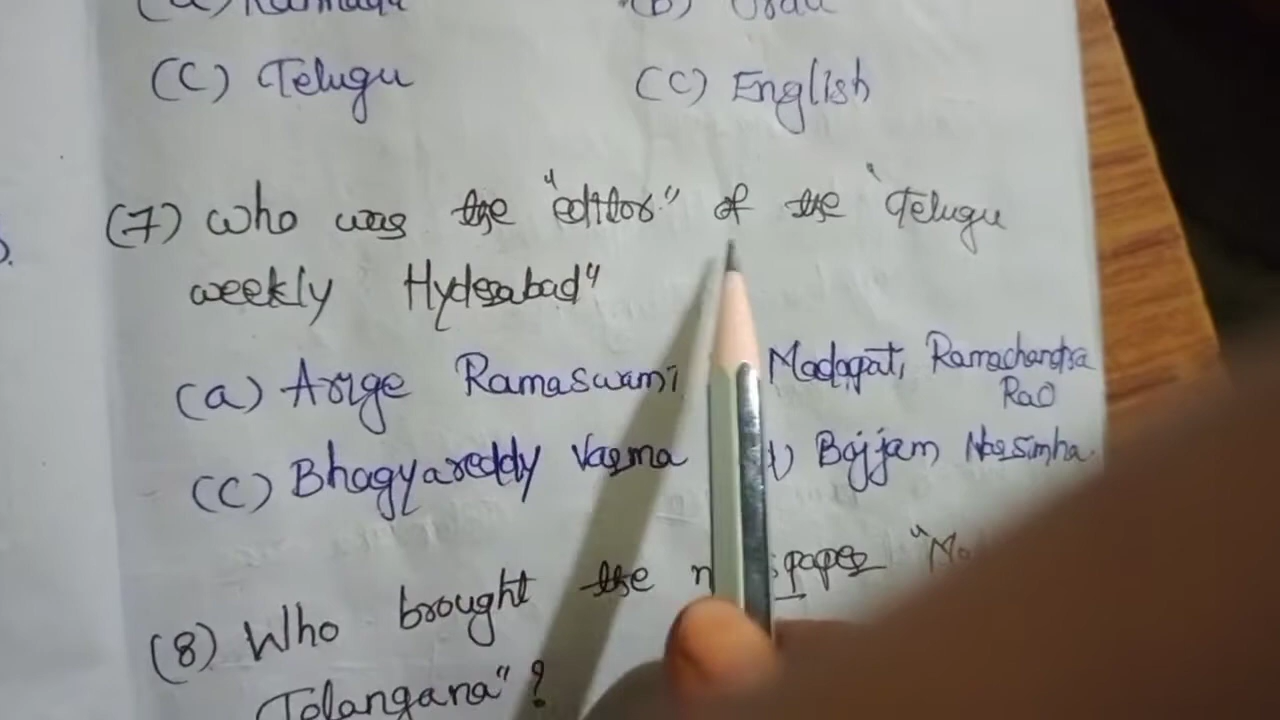 (C) Telugu (C) English
(7) Who was the "editor" of the "Telugu
weekly Hyderabad"
(a) Arige Ramaswami Madapati Ramachandra
Rao
(C) Bhagyareddy Varma Bojjam Narsimha.
(8) Who brought the paper
Telangana" ?